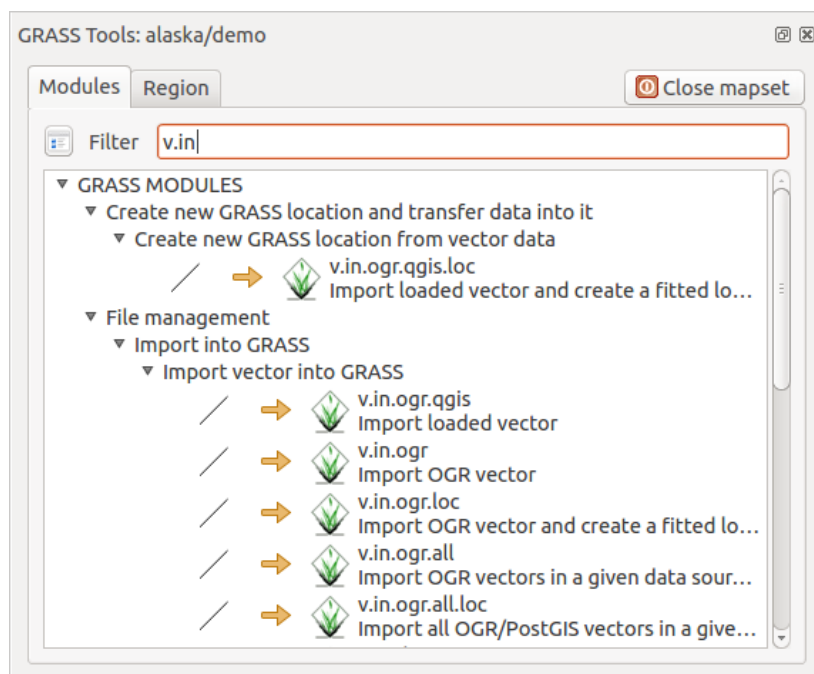 GRASS Tools: alaska/demo
Modules Region Close mapset
Filter v.in
GRASS MODULES
Create new GRASS location and transfer data into it
Create new GRASS location from vector data
v.in.ogr.qgis.loc
Import loaded vector and create a fitted lo...
File management
Import into GRASS
Import vector into GRASS
v.in.ogr.qgis
Import loaded vector
v.in.ogr
Import OGR vector
v.in.ogr.loc
Import OGR vector and create a fitted lo...
v.in.ogr.all
Import OGR vectors in a given data sour...
v.in.ogr.all.loc
Import all OGR/PostGIS vectors in a give...